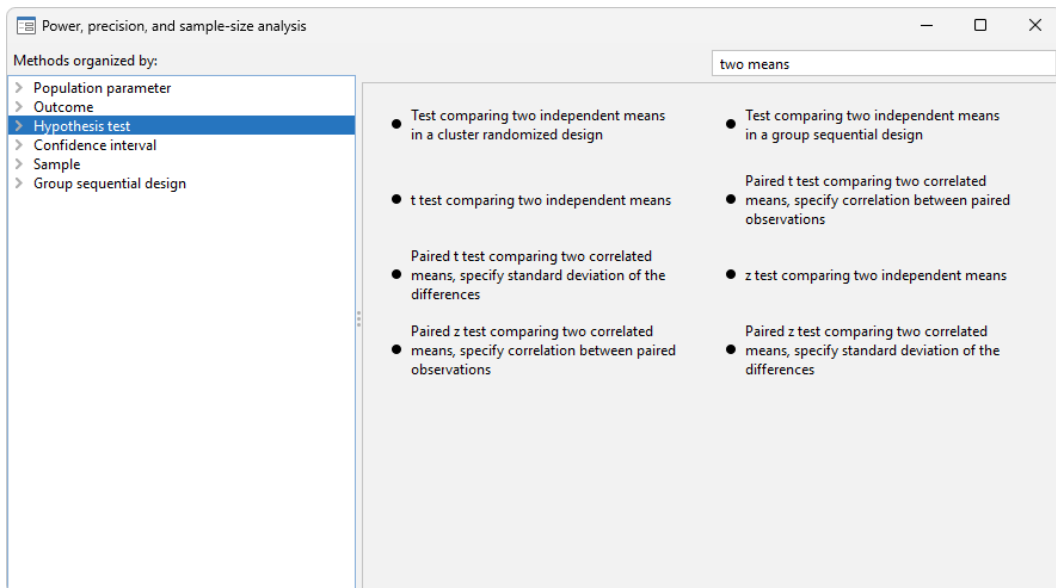 Power, precision, and sample-size analysis
Methods organized by:
two means
Population parameter
Outcome
Hypothesis test
Confidence interval
Sample
Group sequential design
Test comparing two independent means
in a cluster randomized design
Test comparing two independent means
in a group sequential design
t test comparing two independent means
Paired t test comparing two correlated
means, specify correlation between paired
observations
Paired t test comparing two correlated
means, specify standard deviation of the
differences
z test comparing two independent means
Paired z test comparing two correlated
means, specify correlation between paired
observations
Paired z test comparing two correlated
means, specify standard deviation of the
differences